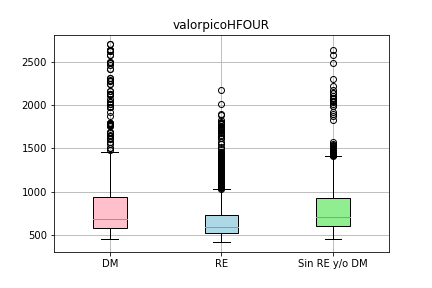 valorpicoHFOUR
2500
2000
1500
1000
500
DM
RE
Sin RE y/o DM